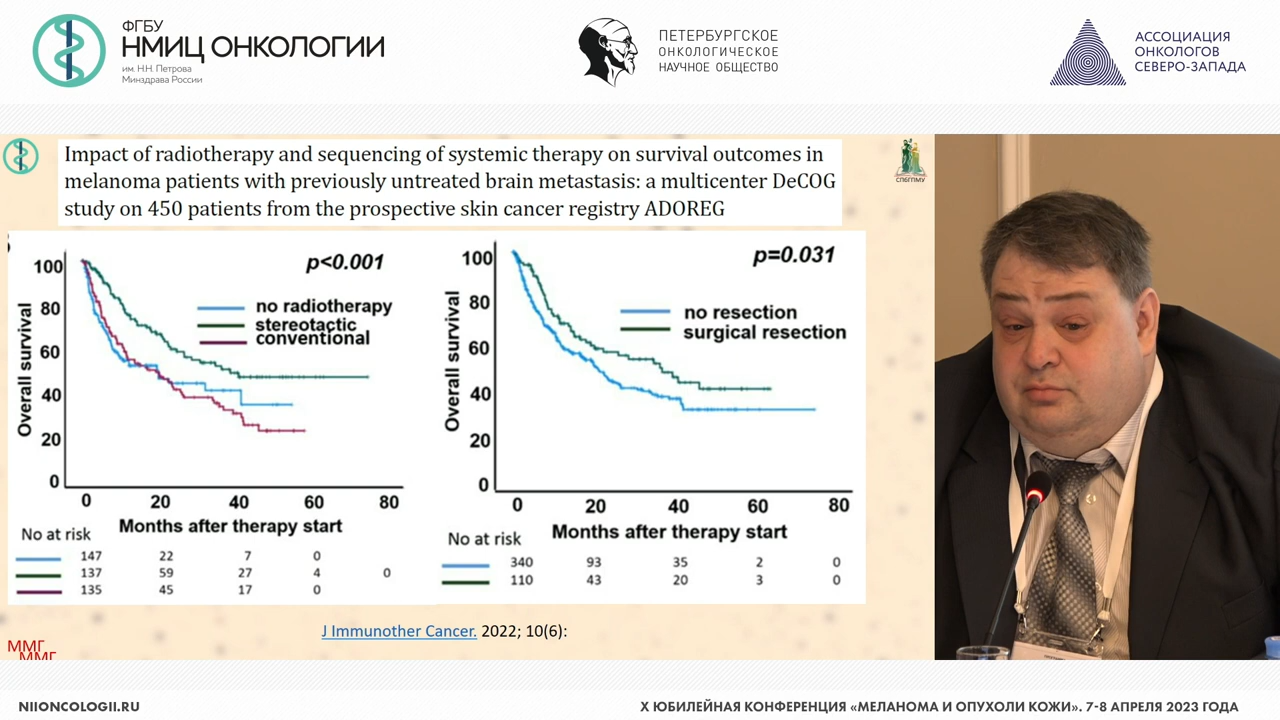 ФГБУ
НМИЦ ОНКОЛОГИИ
им. Н.Н. Петрова
Минздрава России
ПЕТЕРБУРГСКОЕ
ОНКОЛОГИЧЕСКОЕ
НАУЧНОЕ ОБЩЕСТВО
АССОЦИАЦИЯ
ОНКОЛОГОВ
СЕВЕРО-ЗАПАДА
Impact of radiotherapy and sequencing of systemic therapy on survival outcomes in
melanoma patients with previously untreated brain metastasis: a multicenter DeCOG
study on 450 patients from the prospective skin cancer registry ADOREG
СПбГПМУ
p<0.001
no radiotherapy
stereotactic
conventional
Overall survival
100
80
60
40
20
0
0 20 40 60 80
Months after therapy start
No at risk
147 22 7 0
137 59 27 4 0
135 45 17 0
p=0.031
no resection
surgical resection
Overall survival
100
80
60
40
20
0
0 20 40 60 80
Months after therapy start
No at risk
340 93 35 2 0
110 43 20 3 0
J Immunother Cancer. 2022; 10(6):
ММГ
ММГ
NIIONCOLOGII.RU
X ЮБИЛЕЙНАЯ КОНФЕРЕНЦИЯ «МЕЛАНОМА И ОПУХОЛИ КОЖИ». 7-8 АПРЕЛЯ 2023 ГОДА